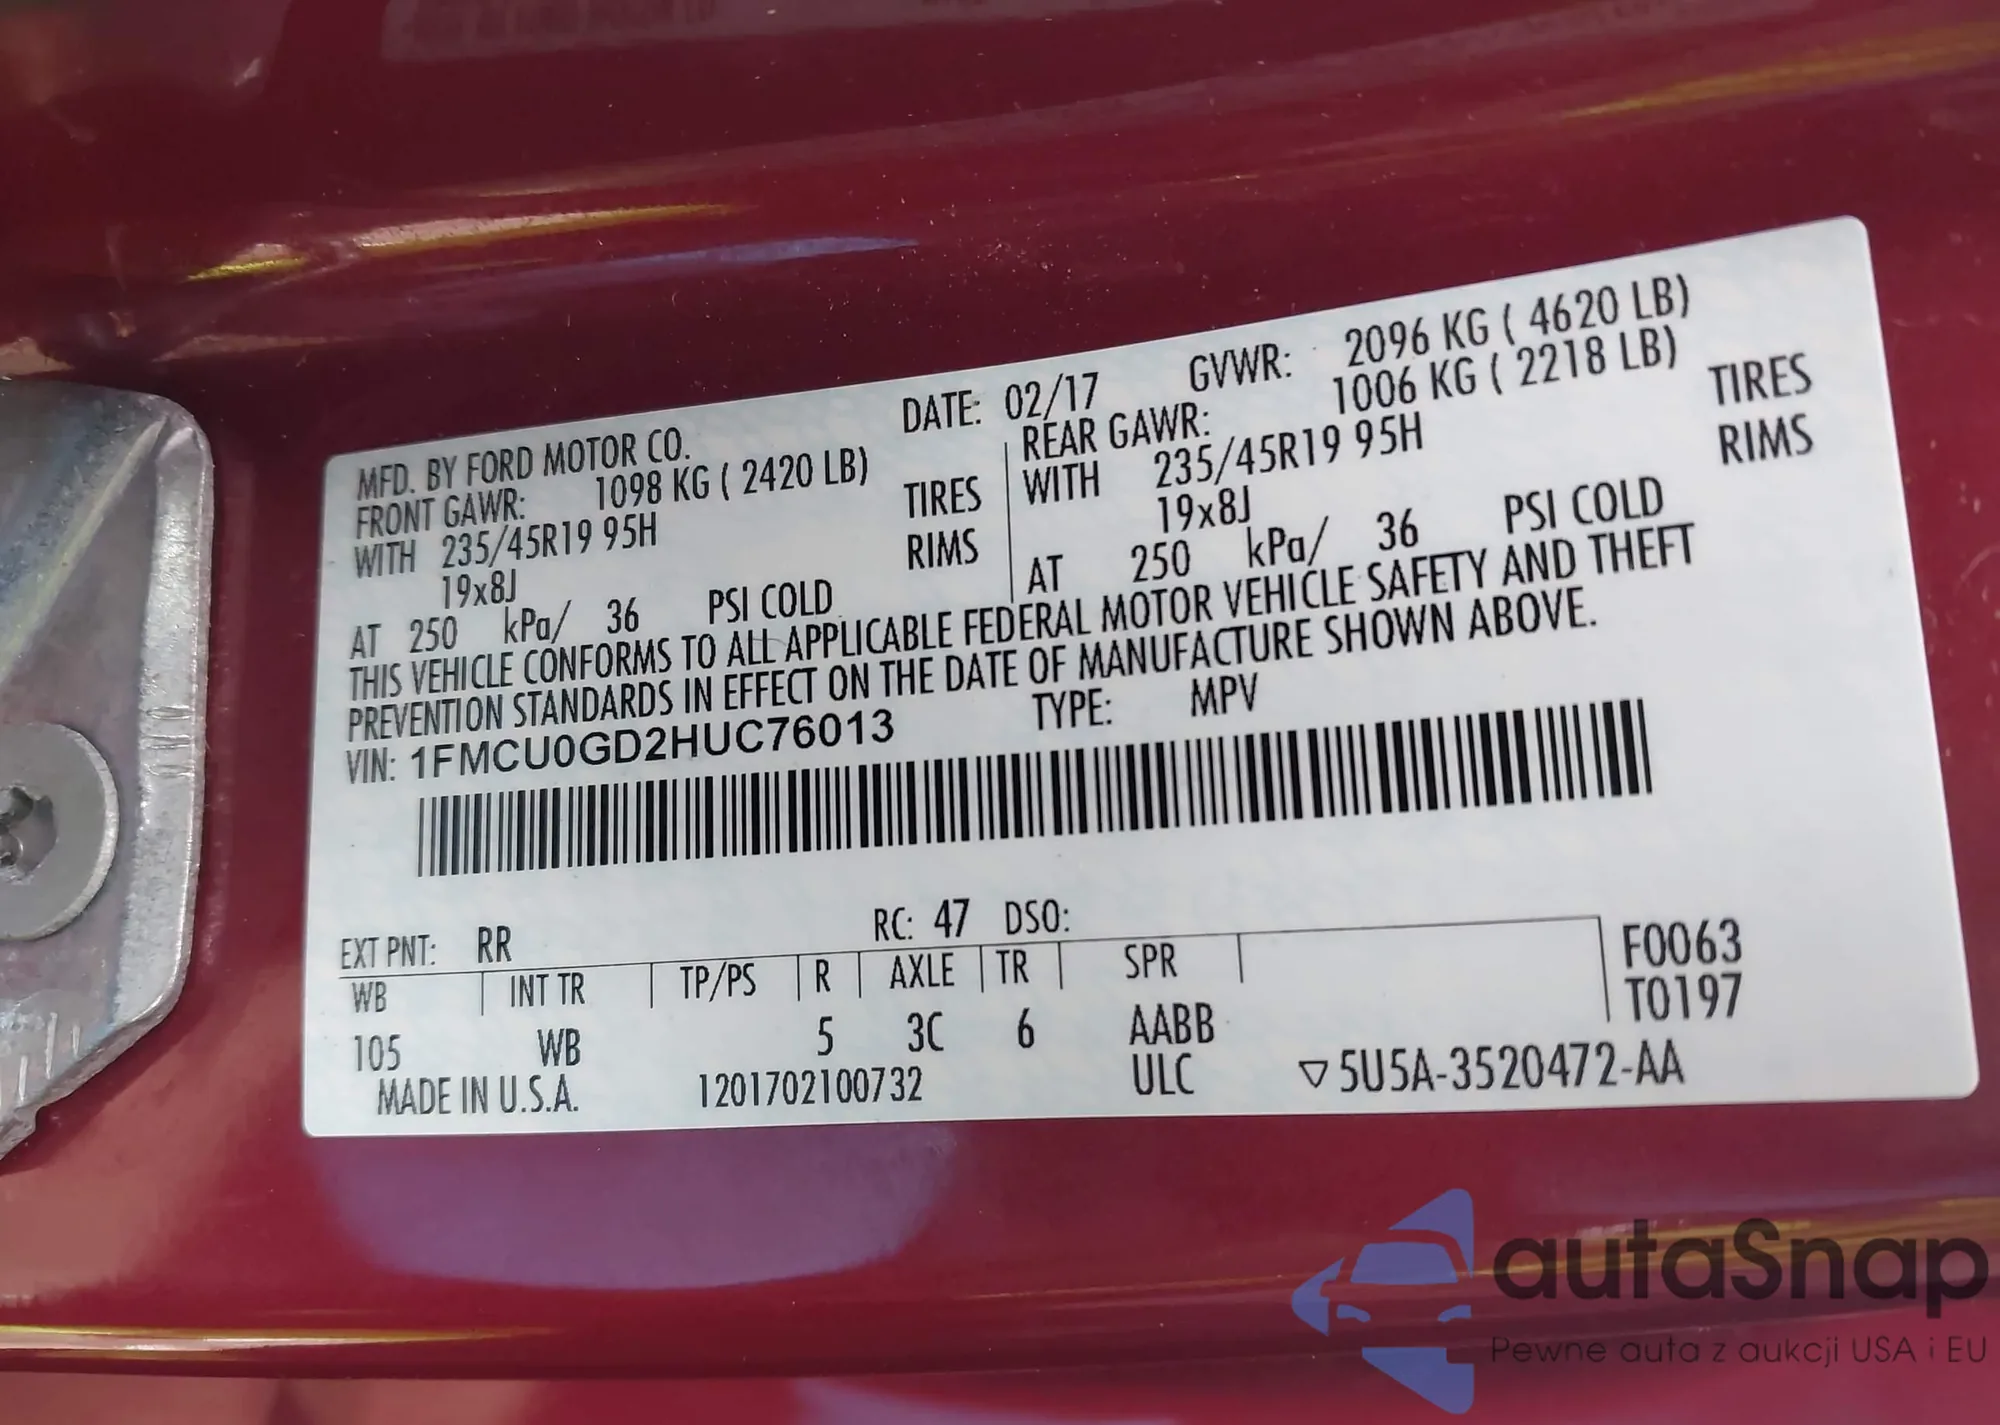 MFD. BY FORD MOTOR CO. DATE: 02/17 GVWR: 2096 KG ( 4620 LB)
FRONT GAWR: 1098 KG ( 2420 LB) REAR GAWR: 1006 KG ( 2218 LB)
WITH 235/45R19 95H TIRES WITH 235/45R19 95H TIRES
19x8J RIMS 19x8J RIMS
AT 250 kPa/ 36 PSI COLD AT 250 kPa/ 36 PSI COLD
THIS VEHICLE CONFORMS TO ALL APPLICABLE FEDERAL MOTOR VEHICLE SAFETY AND THEFT
PREVENTION STANDARDS IN EFFECT ON THE DATE OF MANUFACTURE SHOWN ABOVE.
VIN: 1FMCU0GD2HUC76013 TYPE: MPV
EXT PNT: RR RC: 47 DSO:
WB INT TR TP/PS R AXLE TR SPR F0063
105 WB 5 3C 6 AABB T0197
MADE IN U.S.A. 1201702100732 ULC ▽5U5A-3520472-AA
autaSnap
Pewne auta z aukcji USA i EU